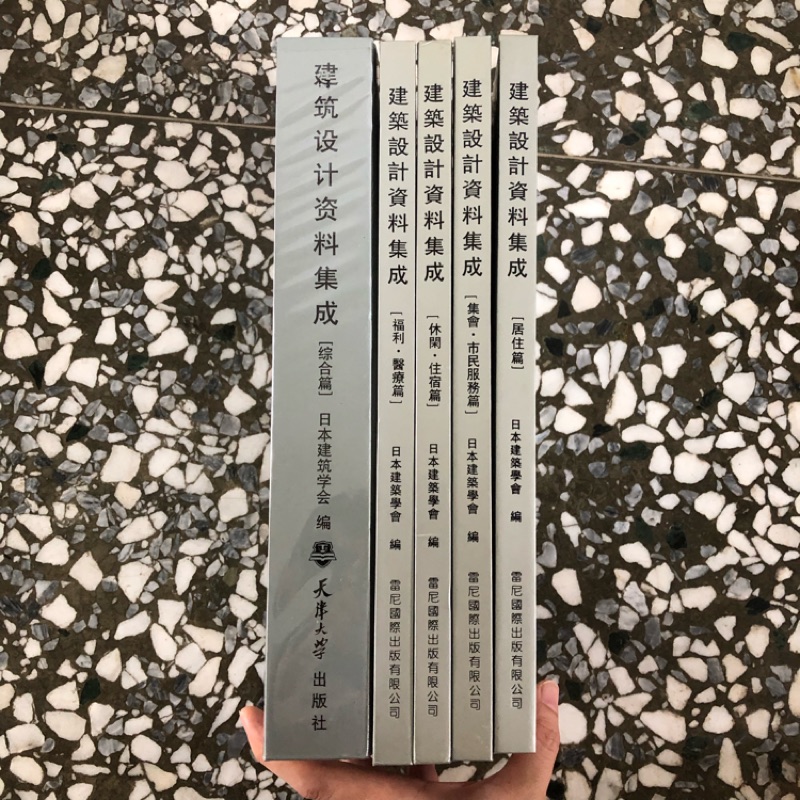 建筑设计资料集成
[综合篇]
日本建筑学会 编
天津大学 出版社
建築設計資料集成
[福利·醫療篇]
日本建築學會 編
雷尼國際出版有限公司
建築設計資料集成
[休閑·住宿篇]
日本建築學會 編
雷尼國際出版有限公司
建築設計資料集成
[集會·市民服務篇]
日本建築學會 編
雷尼國際出版有限公司
建築設計資料集成
[居住篇]
日本建築學會 編
雷尼國際出版有限公司